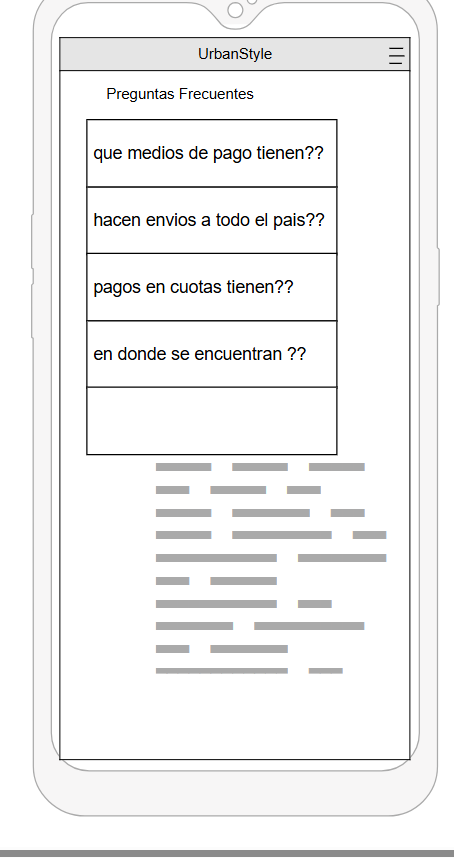 UrbanStyle
Preguntas Frecuentes
que medios de pago tienen??
hacen envios a todo el pais??
pagos en cuotas tienen??
en donde se encuentran ??